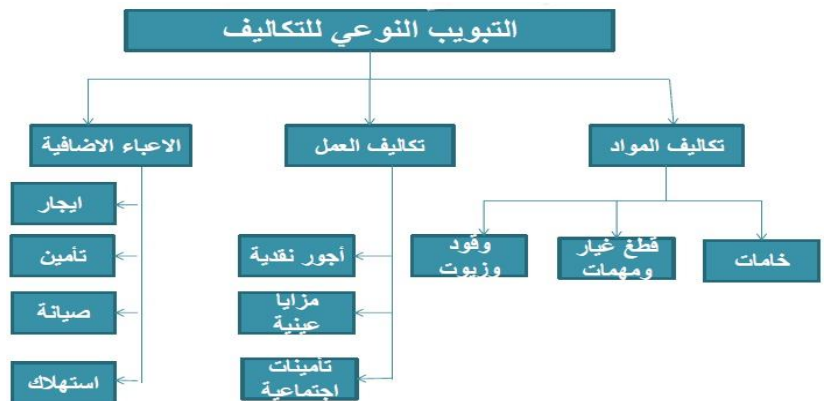 التبويب النوعي للتكاليف
تكاليف المواد
تكاليف العمل
الاعباء الاضافية
خامات
قطغ غيار
ومهمات
وقود
وزيوت
أجور نقدية
مزايا
عينية
تأمينات
اجتماعية
ايجار
تأمين
صيانة
استهلاك